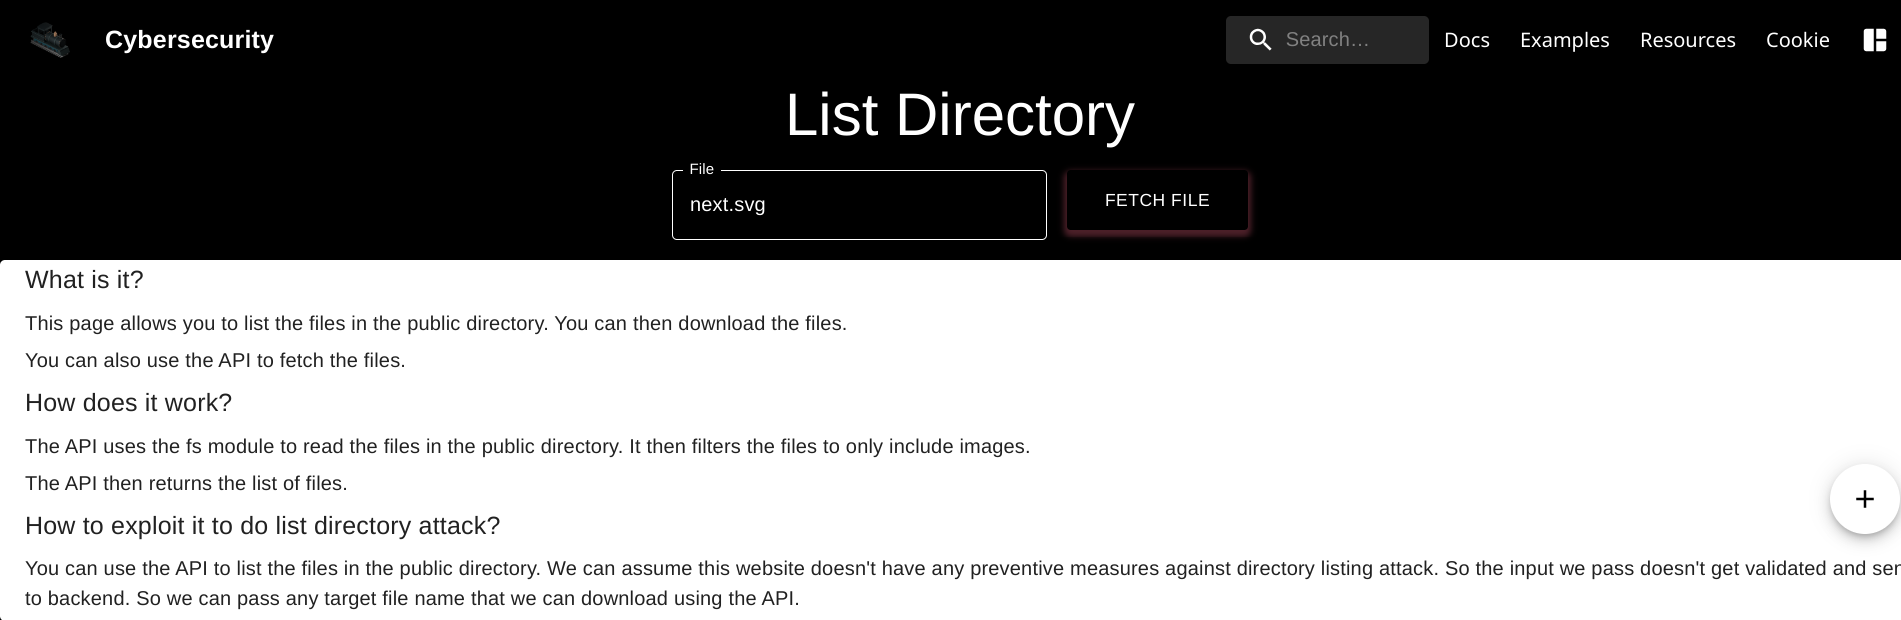 Cybersecurity
Search…
Docs
Examples
Resources
Cookie
List Directory
File
next.svg
FETCH FILE
What is it?
This page allows you to list the files in the public directory. You can then download the files.
You can also use the API to fetch the files.
How does it work?
The API uses the fs module to read the files in the public directory. It then filters the files to only include images.
The API then returns the list of files.
How to exploit it to do list directory attack?
You can use the API to list the files in the public directory. We can assume this website doesn't have any preventive measures against directory listing attack. So the input we pass doesn't get validated and
to backend. So we can pass any target file name that we can download using the API.